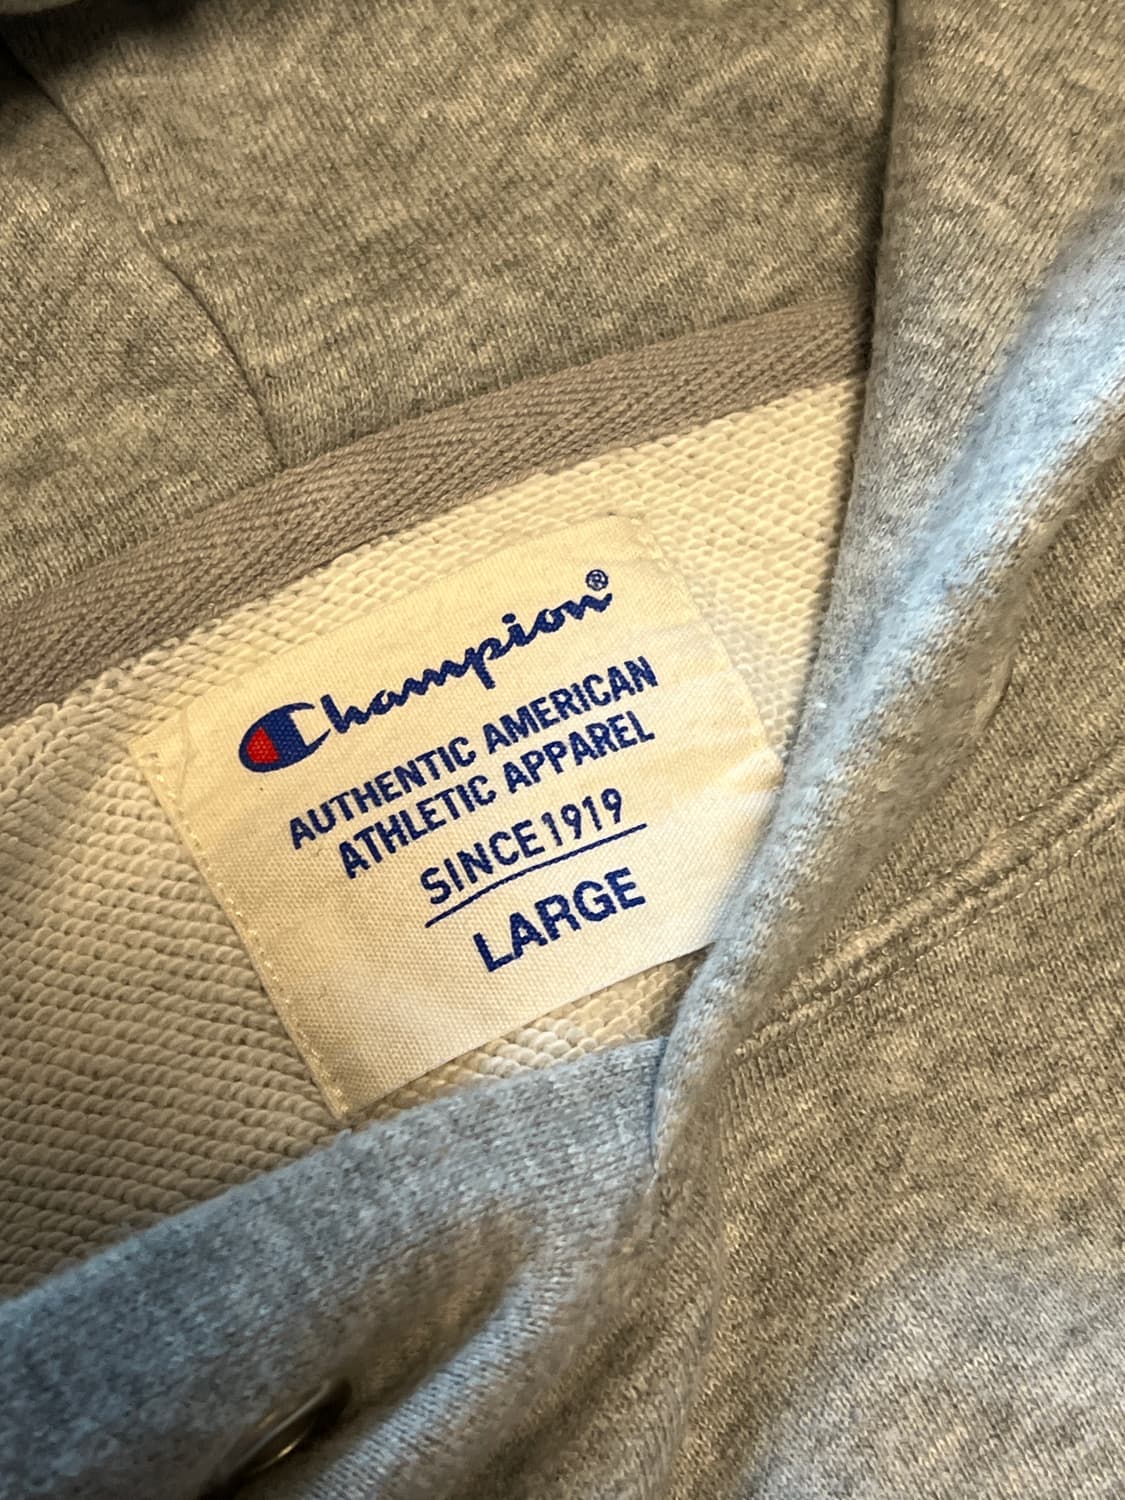 Champion®
AUTHENTIC AMERICAN
ATHLETIC APPAREL
SINCE 1919
LARGE